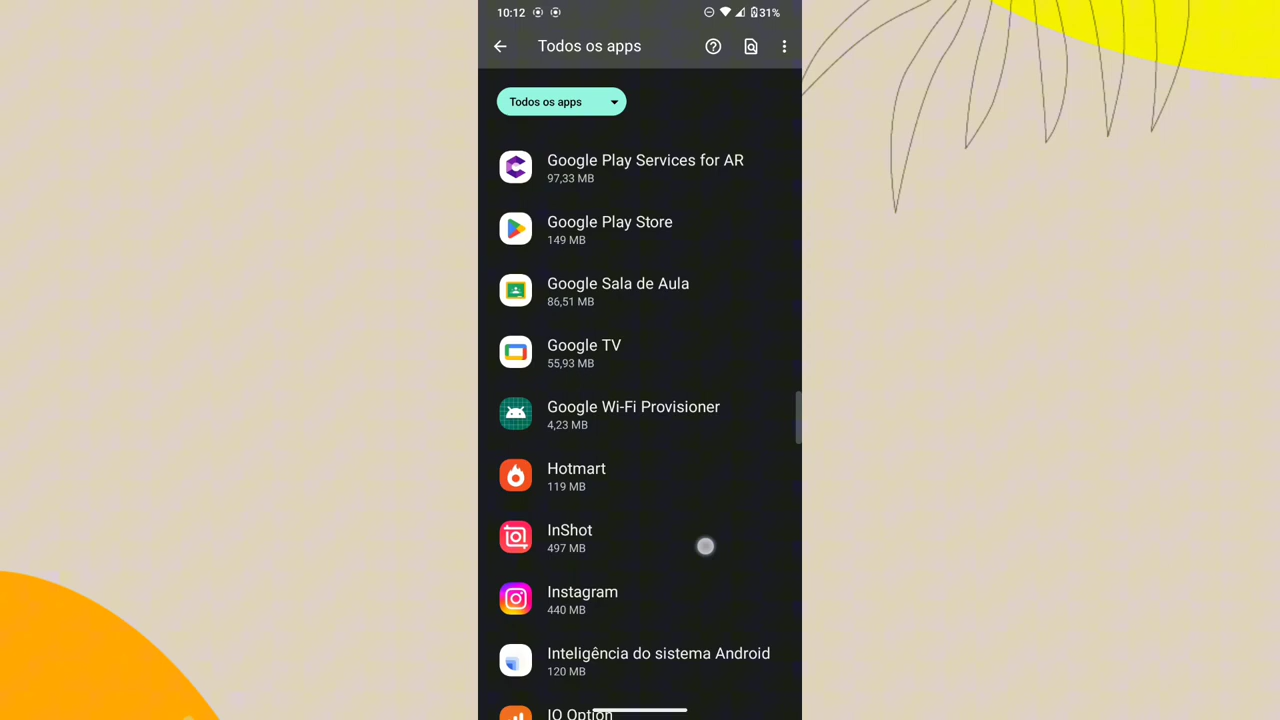 10:12 31%
Todos os apps
Todos os apps
Google Play Services for AR
97,33 MB
Google Play Store
149 MB
Google Sala de Aula
86,51 MB
Google TV
55,93 MB
Google Wi-Fi Provisioner
4,23 MB
Hotmart
119 MB
InShot
497 MB
Instagram
440 MB
Inteligência do sistema Android
120 MB
IQ Option